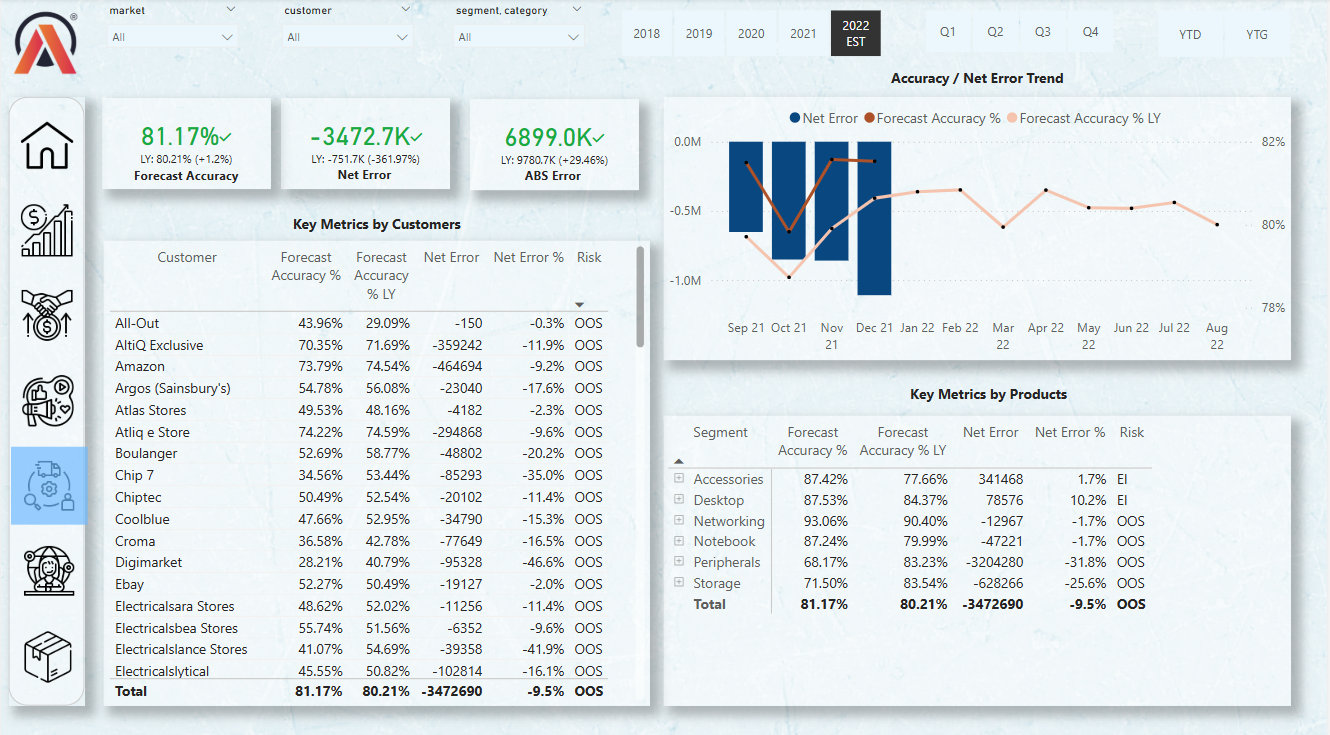 market
customer
segment, category
All
All
All
2018
2019
2020
2021
2022
EST
Q1
Q2
Q3
Q4
YTD
YTG
®
81.17%
LY: 80.21% (+1.2%)
Forecast Accuracy
-3472.7K
LY: -751.7K (-361.97%)
Net Error
6899.0K
LY: 9780.7K (+29.46%)
ABS Error
Accuracy / Net Error Trend
Net Error Forecast Accuracy % Forecast Accuracy % LY
0.0M
-0.5M
-1.0M
82%
80%
78%
Sep 21 Oct 21 Nov 21 Dec 21 Jan 22 Feb 22 Mar 22 Apr 22 May 22 Jun 22 Jul 22 Aug 22
Key Metrics by Customers
Customer Forecast Accuracy % Forecast Accuracy % LY Net Error Net Error % Risk
All-Out 43.96% 29.09% -150 -0.3% OOS
AltiQ Exclusive 70.35% 71.69% -359242 -11.9% OOS
Amazon 73.79% 74.54% -464694 -9.2% OOS
Argos (Sainsbury's) 54.78% 56.08% -23040 -17.6% OOS
Atlas Stores 49.53% 48.16% -4182 -2.3% OOS
Atliq e Store 74.22% 74.59% -294868 -9.6% OOS
Boulanger 52.69% 58.77% -48802 -20.2% OOS
Chip 7 34.56% 53.44% -85293 -35.0% OOS
Chiptec 50.49% 52.54% -20102 -11.4% OOS
Coolblue 47.66% 52.95% -34790 -15.3% OOS
Croma 36.58% 42.78% -77649 -16.5% OOS
Digimarket 28.21% 40.79% -95328 -46.6% OOS
Ebay 52.27% 50.49% -19127 -2.0% OOS
Electricalsara Stores 48.62% 52.02% -11256 -11.4% OOS
Electricalsbea Stores 55.74% 51.56% -6352 -9.6% OOS
Electricalslance Stores 41.07% 54.69% -39358 -41.9% OOS
Electricalslytical 45.55% 50.82% -102814 -16.1% OOS
Total 81.17% 80.21% -3472690 -9.5% OOS
Key Metrics by Products
Segment Forecast Accuracy % Forecast Accuracy % LY Net Error Net Error % Risk
Accessories 87.42% 77.66% 341468 1.7% EI
Desktop 87.53% 84.37% 78576 10.2% EI
Networking 93.06% 90.40% -12967 -1.7% OOS
Notebook 87.24% 79.99% -47221 -1.7% OOS
Peripherals 68.17% 83.23% -3204280 -31.8% OOS
Storage 71.50% 83.54% -628266 -25.6% OOS
Total 81.17% 80.21% -3472690 -9.5% OOS